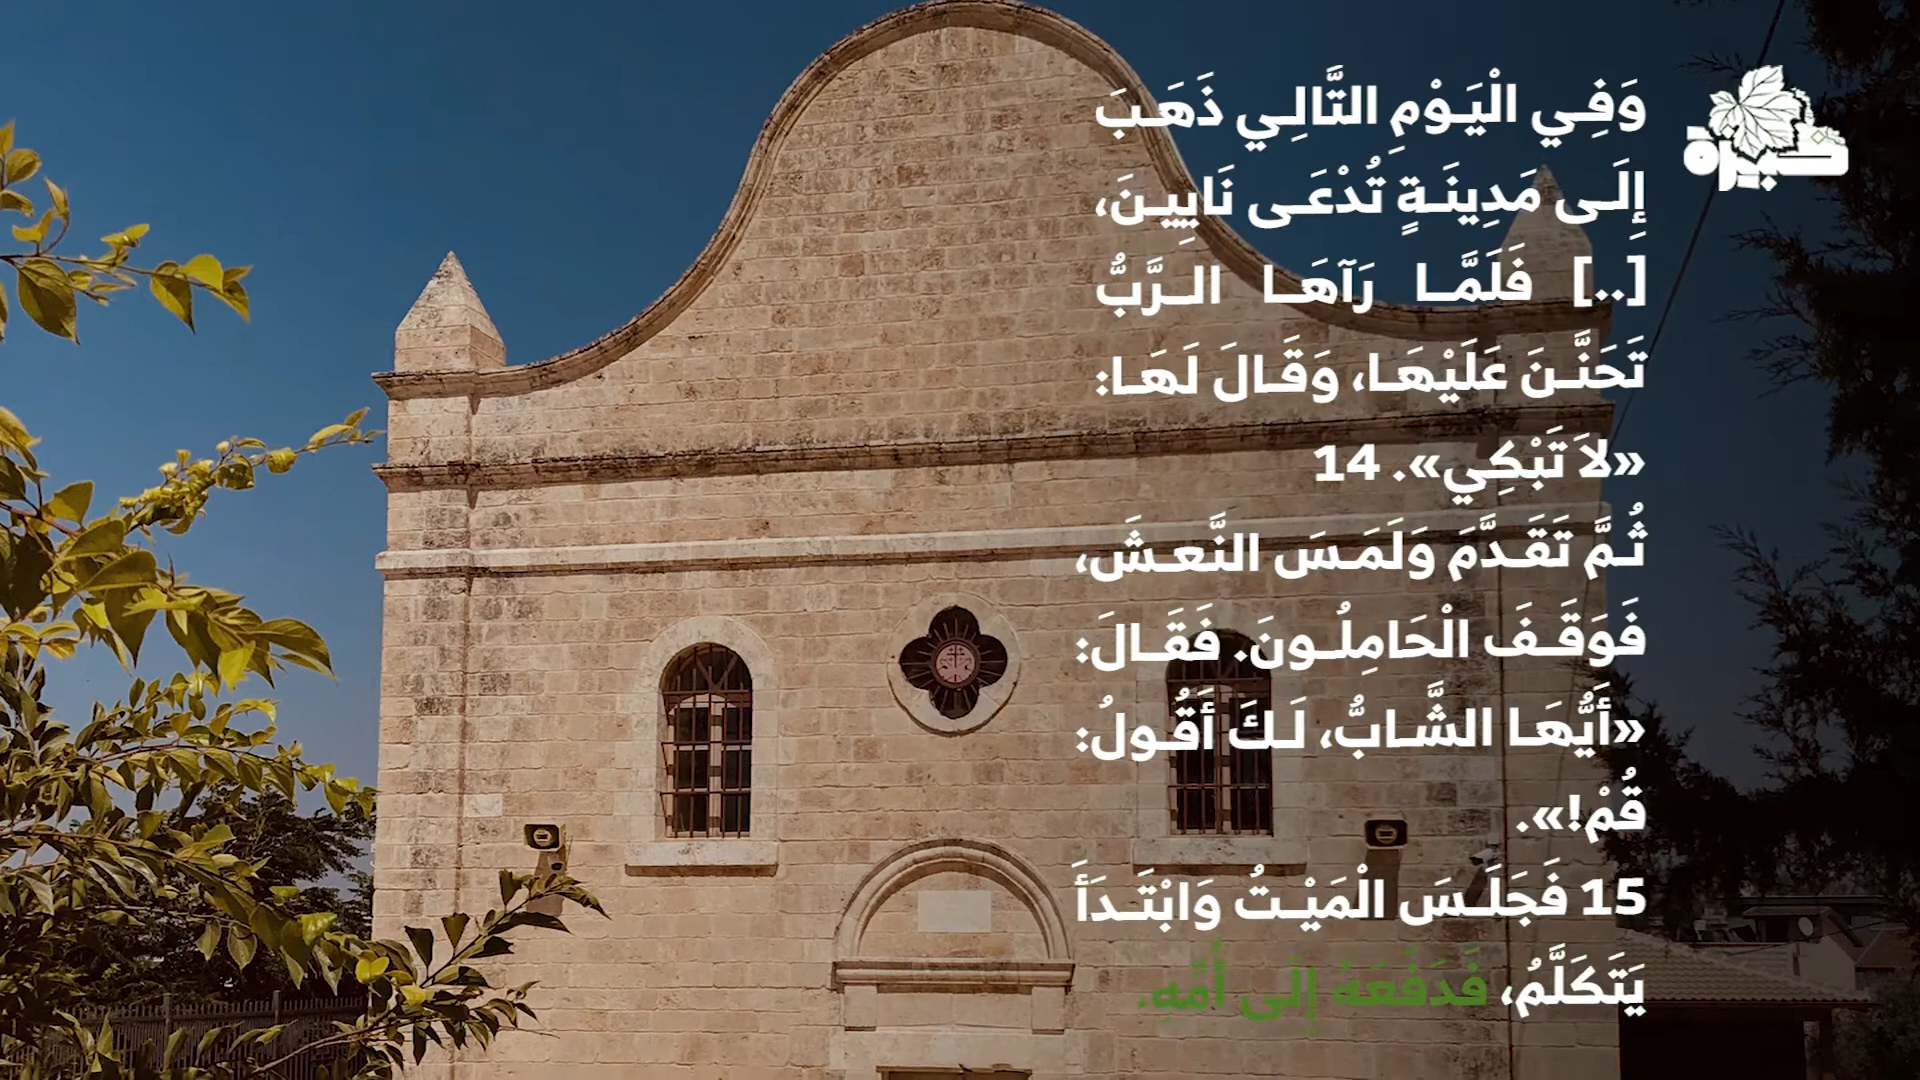 خبيزة
وَفِي الْيَوْمِ التَّالِي ذَهَبَ
إِلَى مَدِينَةٍ تُدْعَى نَايِينَ،
[..] فَلَمَّا رَآهَا الرَّبُّ
تَحَنَّنَ عَلَيْهَا، وَقَالَ لَهَا:
«لاَ تَبْكِي». 14
ثُمَّ تَقَدَّمَ وَلَمَسَ النَّعشَ،
فَوَقَفَ الْحَامِلُونَ. فَقَالَ:
«أَيُّهَا الشَّابُّ، لَكَ أَقُولُ:
قُمْ!».
15 فَجَلَسَ الْمَيْتُ وَابْتَدَأَ
يَتَكَلَّمُ، فَدَفَعَهُ إِلَى أُمِّهِ.